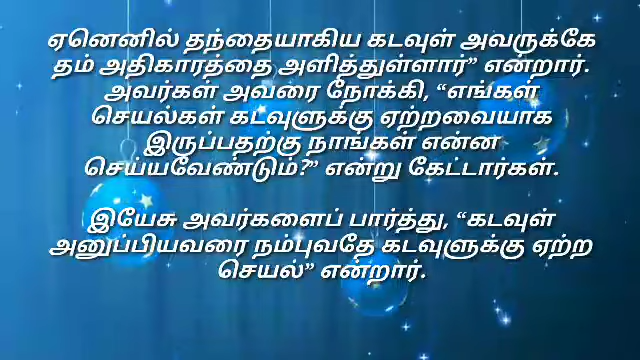 ஏனெனில் தந்தையாகிய கடவுள் அவருக்கே
தம் அதிகாரத்தை அளித்துள்ளார்” என்றார்.
அவர்கள் அவரை நோக்கி, “எங்கள்
செயல்கள் கடவுளுக்கு ஏற்றவையாக
இருப்பதற்கு நாங்கள் என்ன
செய்யவேண்டும்?” என்று கேட்டார்கள்.
இயேசு அவர்களைப் பார்த்து, “கடவுள்
அனுப்பியவரை நம்புவதே கடவுளுக்கு ஏற்ற
செயல்” என்றார்.